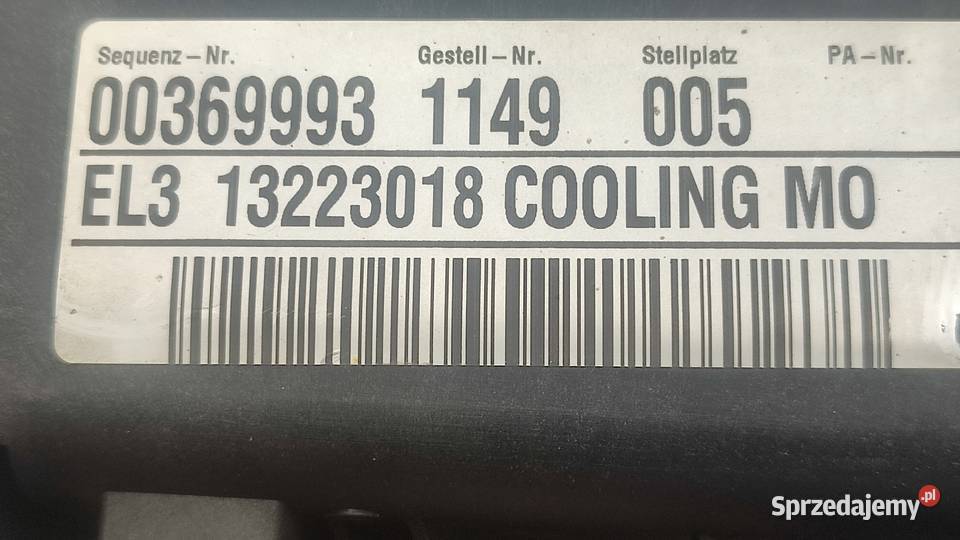 Sequenz-Nr. Gestell-Nr. Stellplatz PA-Nr.
00369993 1149 005
EL3 13223018 COOLING MO
Sprzedajemy.pl